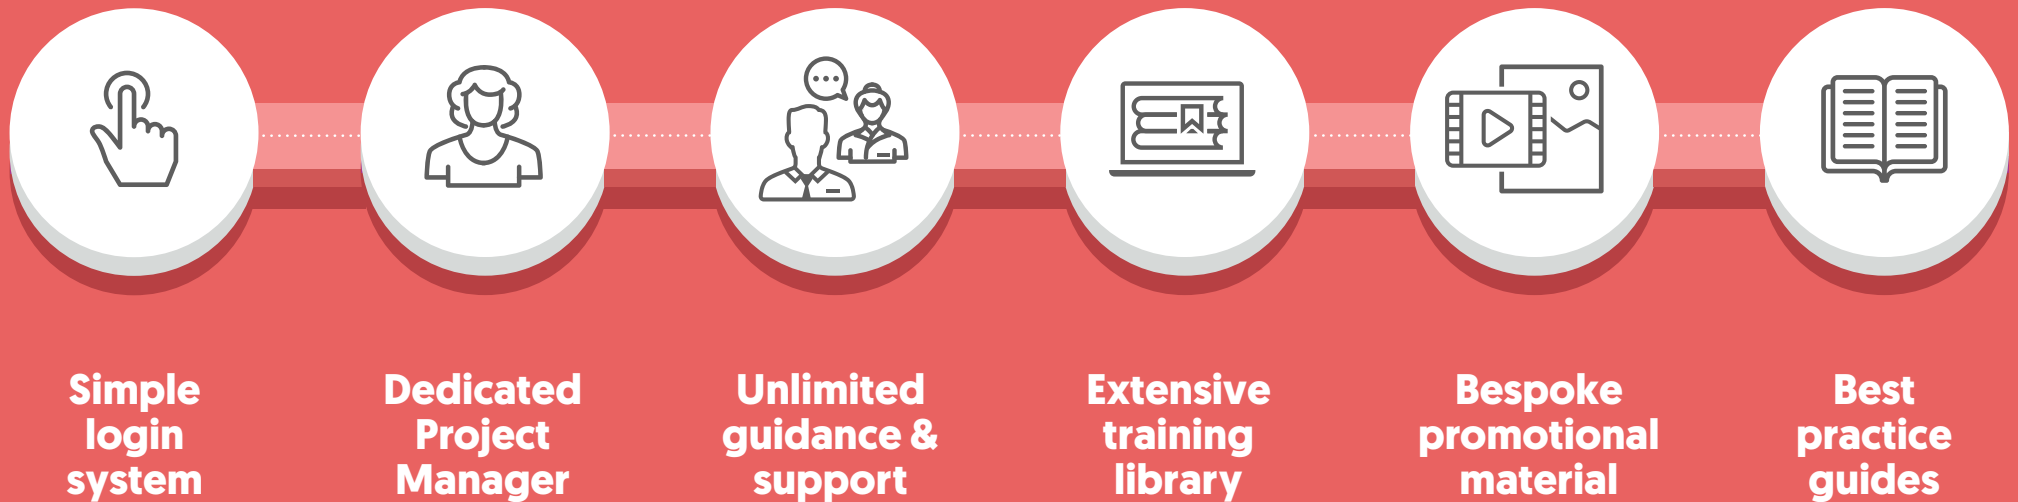 Simple
login
system
Dedicated
Project
Manager
Unlimited
guidance &
support
Extensive
training
library
Bespoke
promotional
material
Best
practice
guides